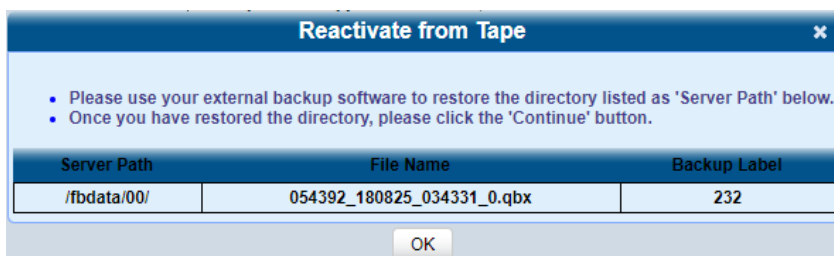 Reactivate from Tape
Please use your external backup software to restore the directory listed as 'Server Path' below.
Once you have restored the directory, please click the 'Continue' button.
Server Path File Name Backup Label
/fbdata/00/ 054392_180825_034331_0.qbx 232
OK